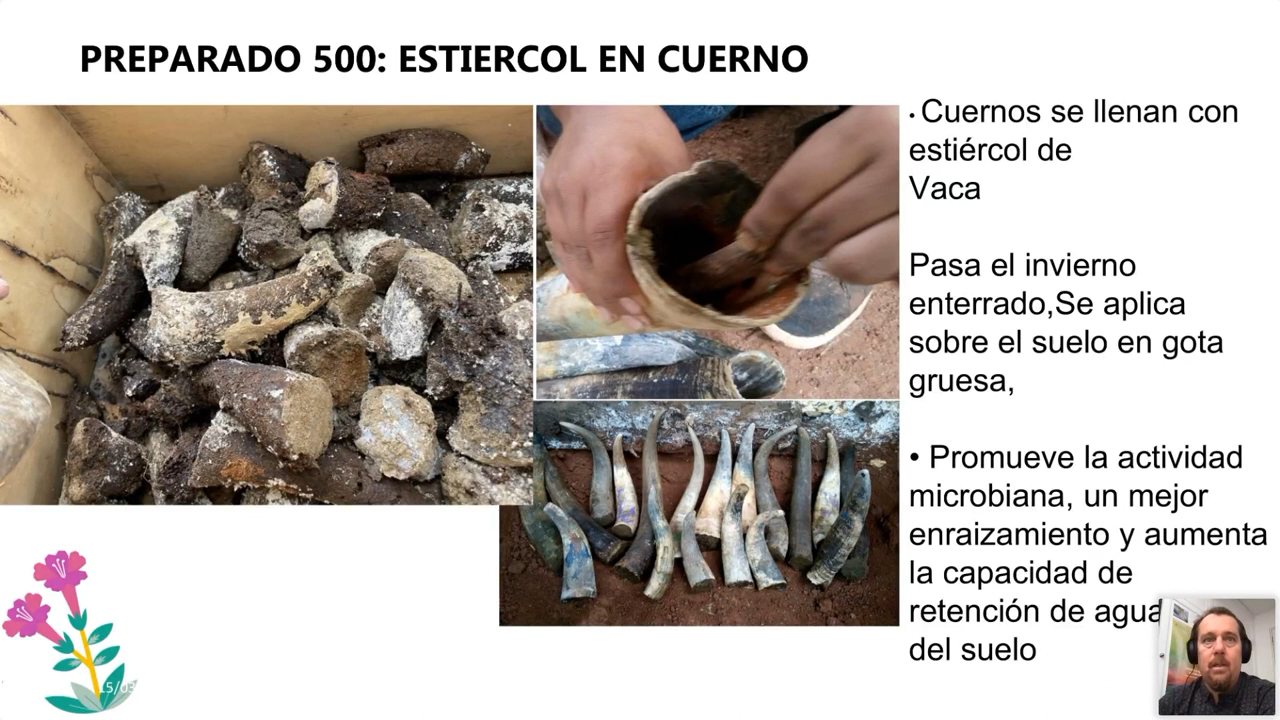 PREPARADO 500: ESTIERCOL EN CUERNO
• Cuernos se llenan con
estiércol de
Vaca
Pasa el invierno
enterrado,Se aplica
sobre el suelo en gota
gruesa,
• Promueve la actividad
microbiana, un mejor
enraizamiento y aumenta
la capacidad de
retención de agua
del suelo